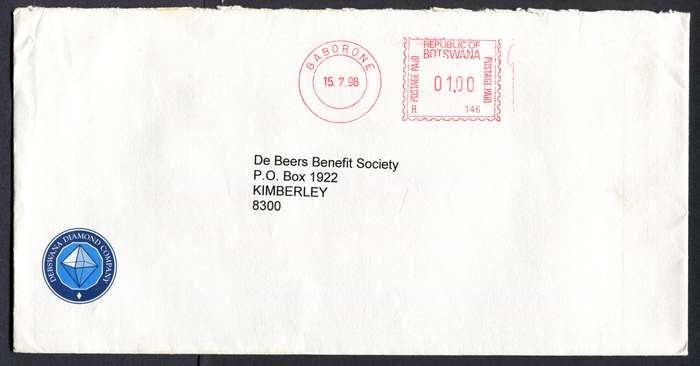 GABORONE
15.7.98
REPUBLIC OF
BOTSWANA
POSTAGE PAID
01.00
POSTAGE PAID
R 146
De Beers Benefit Society
P.O. Box 1922
KIMBERLEY
8300
DEBSWANA DIAMOND COMPANY